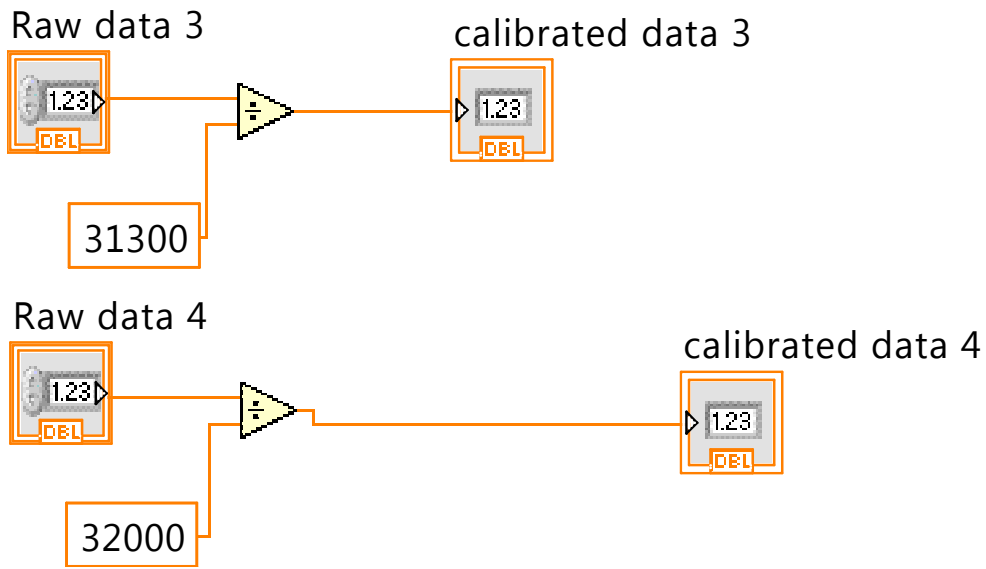 Raw data 3
calibrated data 3
1.23
1.23
DBL
DBL
÷
31300
Raw data 4
calibrated data 4
1.23
÷
1.23
DBL
DBL
32000